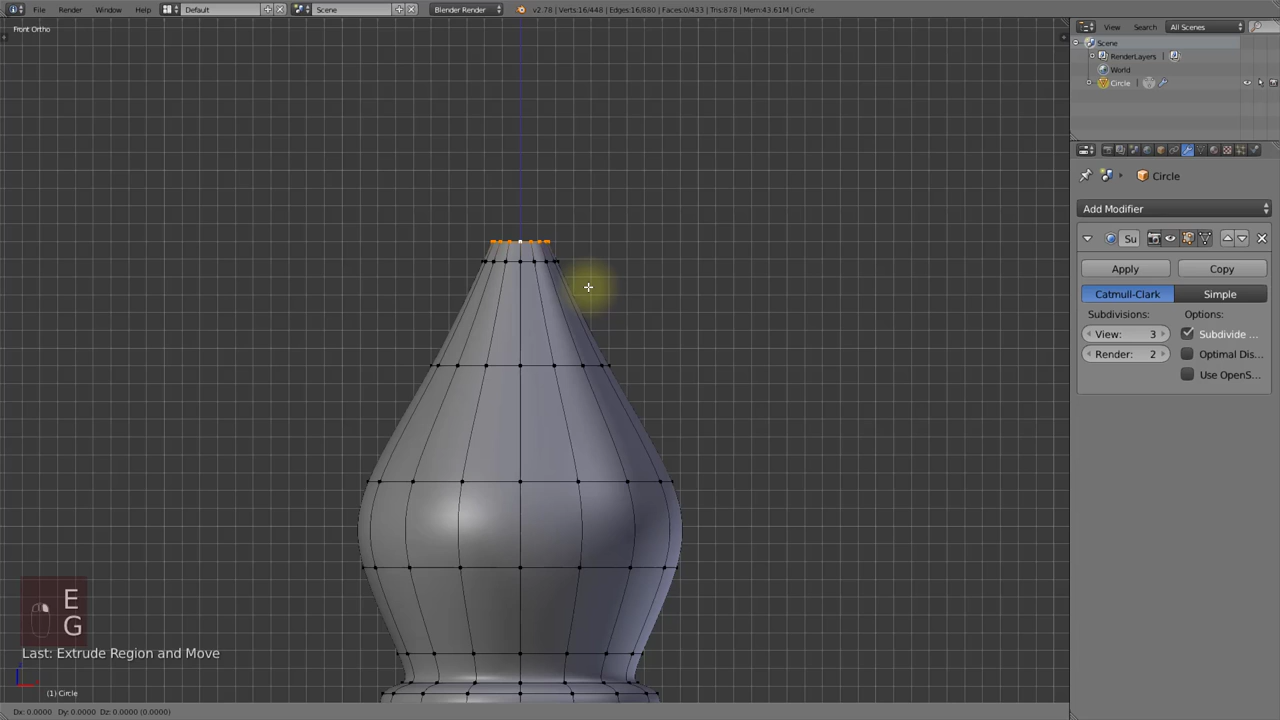 File Render Window Help Default Scene Blender Render v2.78 | Verts:16/448 | Edges:16/880 | Faces:0/433 | Tris:878 | Mem:43.61M | Circle
Front Ortho
View Search All Scenes
Scene
RenderLayers
World
Circle
Circle
Add Modifier
Su
Apply Copy
Catmull-Clark Simple
Subdivisions: Options:
View: 3 Subdivide ...
Render: 2 Optimal Dis...
Use OpenS...
E
G
Last: Extrude Region and Move
(1) Circle
Dx: 0.0000 Dy: 0.0000 Dz: 0.0000 (0.0000)